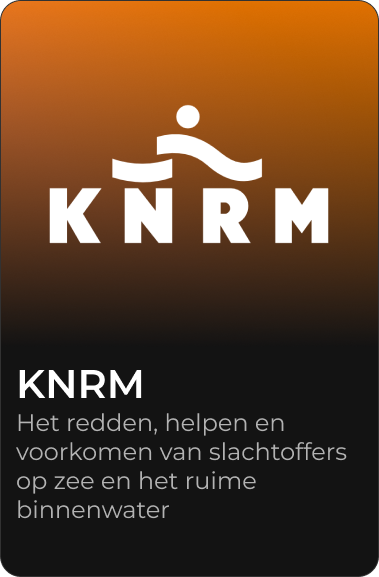 KNRM
KNRM
Het redden, helpen en
voorkomen van slachtoffers
op zee en het ruime
binnenwater